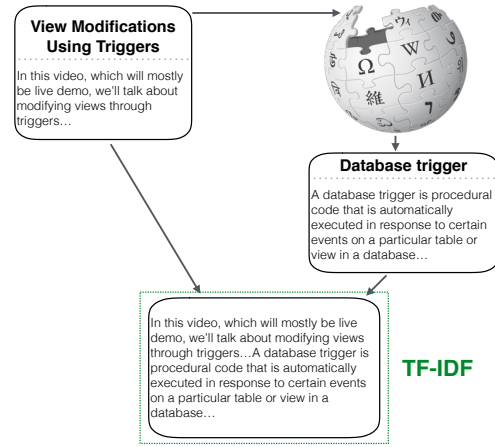 View Modifications
Using Triggers
In this video, which will mostly
be live demo, we'll talk about
modifying views through
triggers…
Ω
W
維
И
Database trigger
A database trigger is procedural
code that is automatically
executed in response to certain
events on a particular table or
view in a database…
In this video, which will mostly be live
demo, we'll talk about modifying views
through triggers…A database trigger is
procedural code that is automatically
executed in response to certain events
on a particular table or view in a
database…
TF-IDF